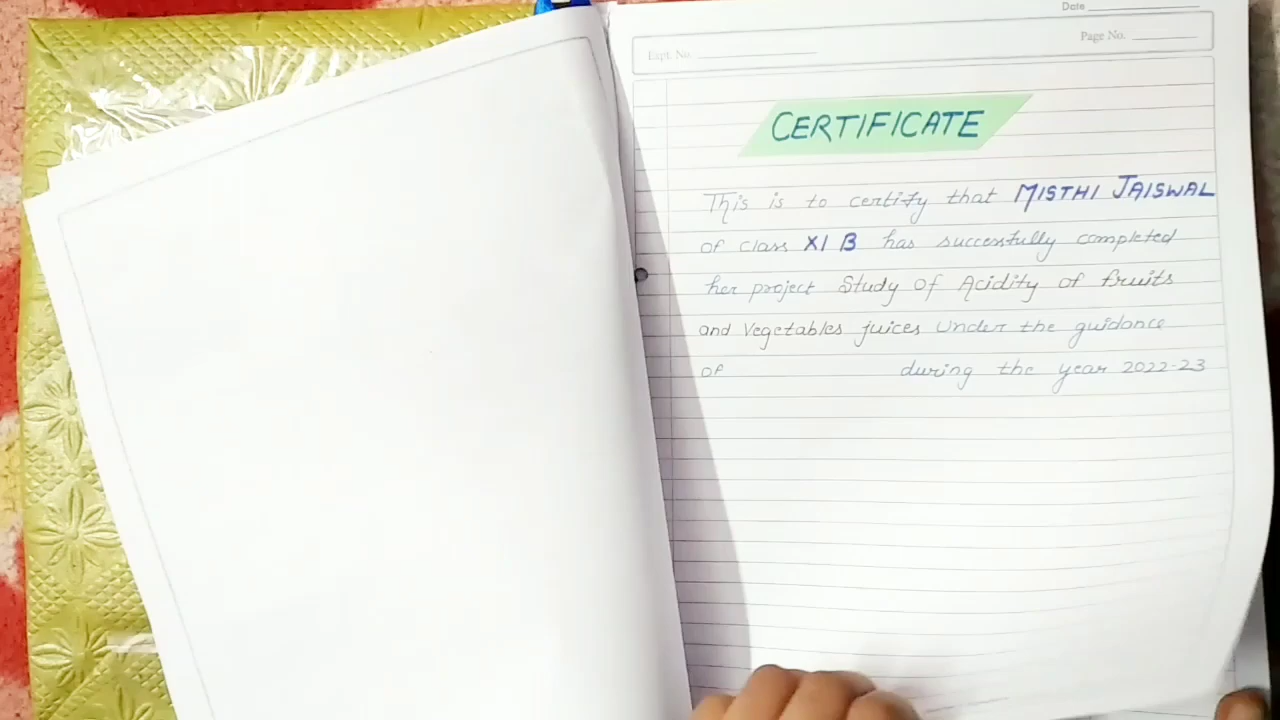 Date
Page No.
Expt. No.
CERTIFICATE
This is to certify that MISTHI JAISWAL
of class XI B has successfully completed
her project Study of Acidity of fruits
and Vegetables juices under the guidance
of during the year 2022-23